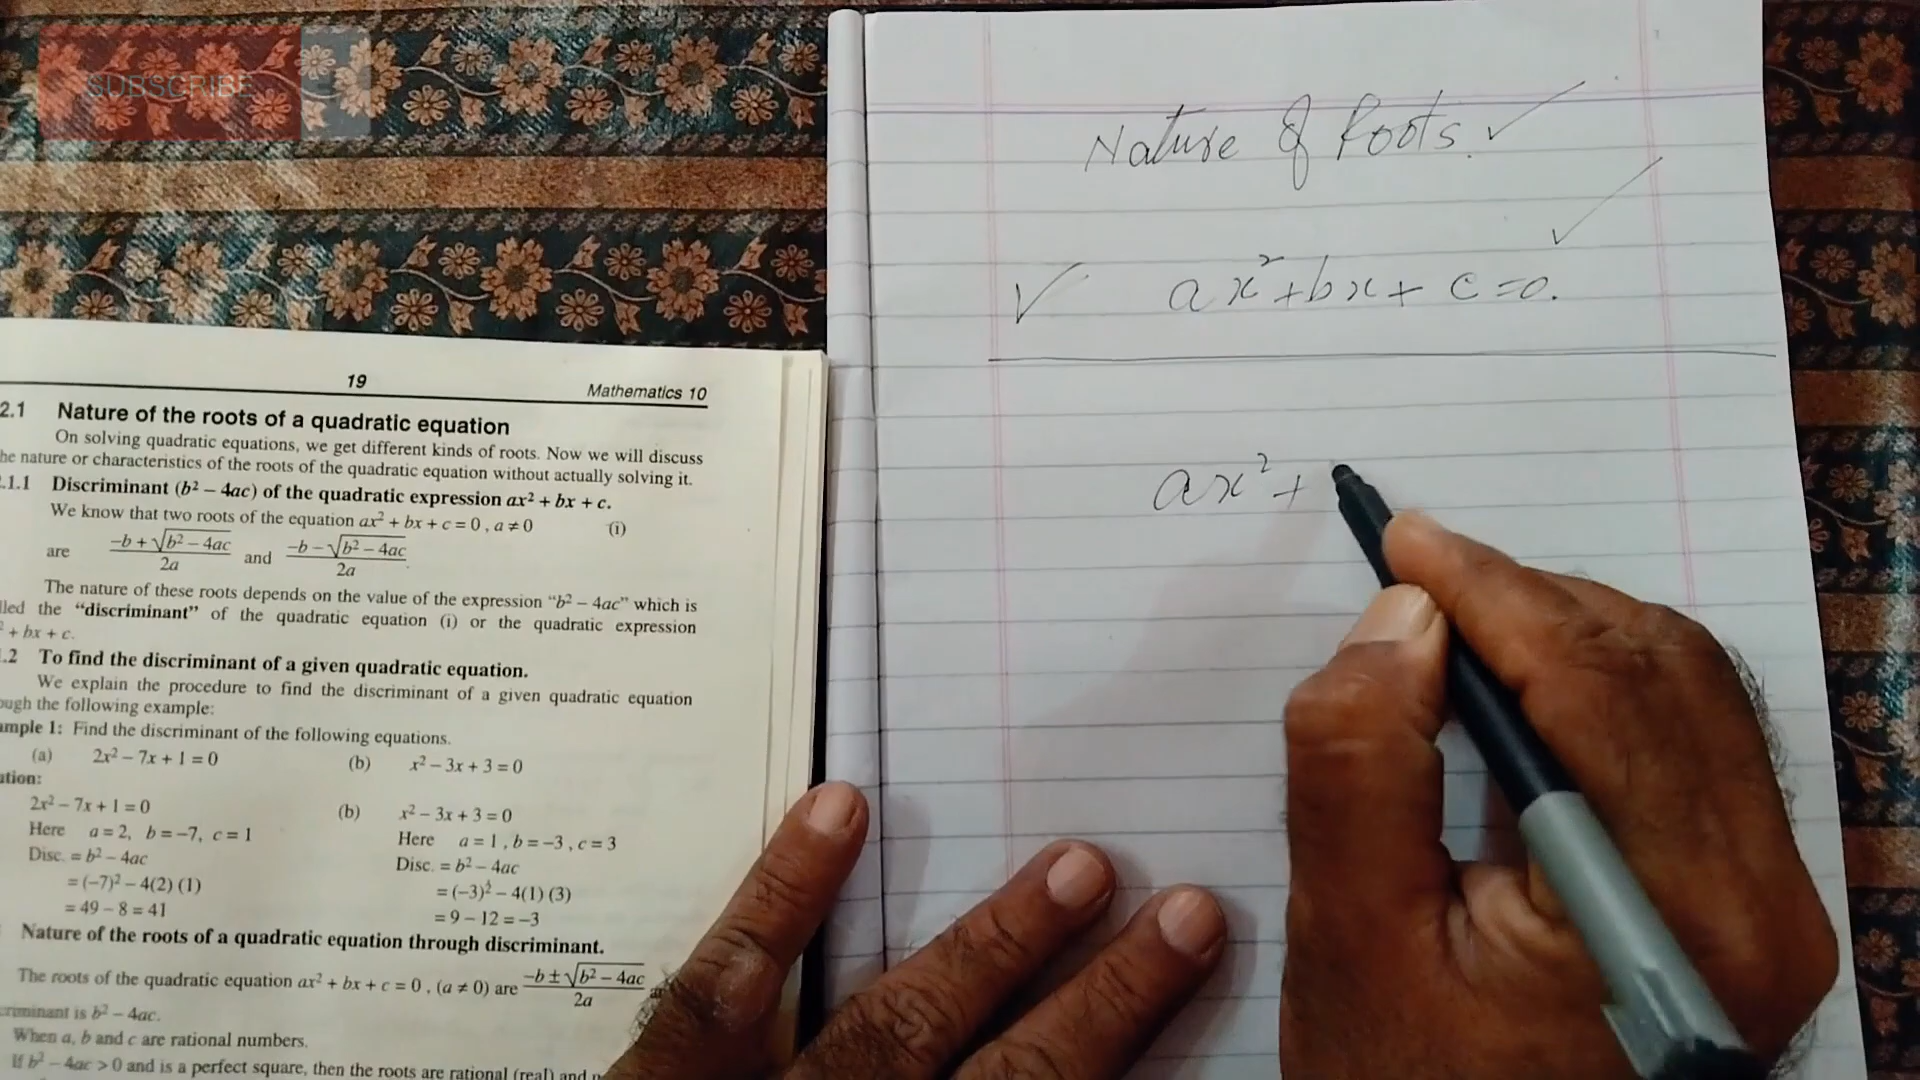 SUBSCRIBE
Nature of Roots.
ax²+bx+c=0.
ax²+
19
Mathematics 10
2.1 Nature of the roots of a quadratic equation
On solving quadratic equations, we get different kinds of roots. Now we will discuss
he nature or characteristics of the roots of the quadratic equation without actually solving it.
.1.1 Discriminant (b² – 4ac) of the quadratic expression ax² + bx + c.
We know that two roots of the equation ax² + bx + c = 0 , a ≠ 0 (i)
are (–b + √(b² – 4ac))/2a and (–b – √(b² – 4ac))/2a.
The nature of these roots depends on the value of the expression “b² – 4ac” which is
lled the “discriminant” of the quadratic equation (i) or the quadratic expression
² + bx + c.
.2 To find the discriminant of a given quadratic equation.
We explain the procedure to find the discriminant of a given quadratic equation
ough the following example:
ample 1: Find the discriminant of the following equations.
(a) 2x² – 7x + 1 = 0 (b) x² – 3x + 3 = 0
ution:
2x² – 7x + 1 = 0 (b) x² – 3x + 3 = 0
Here a = 2, b = –7, c = 1 Here a = 1 , b = –3 , c = 3
Disc. = b² – 4ac Disc. = b² – 4ac
= (–7)² – 4(2) (1) = (–3)² – 4(1) (3)
= 49 – 8 = 41 = 9 – 12 = –3
Nature of the roots of a quadratic equation through discriminant.
The roots of the quadratic equation ax² + bx + c = 0 , (a ≠ 0) are (–b ± √(b² – 4ac))/2a
criminant is b² – 4ac.
When a, b and c are rational numbers.
If b² – 4ac > 0 and is a perfect square, then the roots are rational (real) and